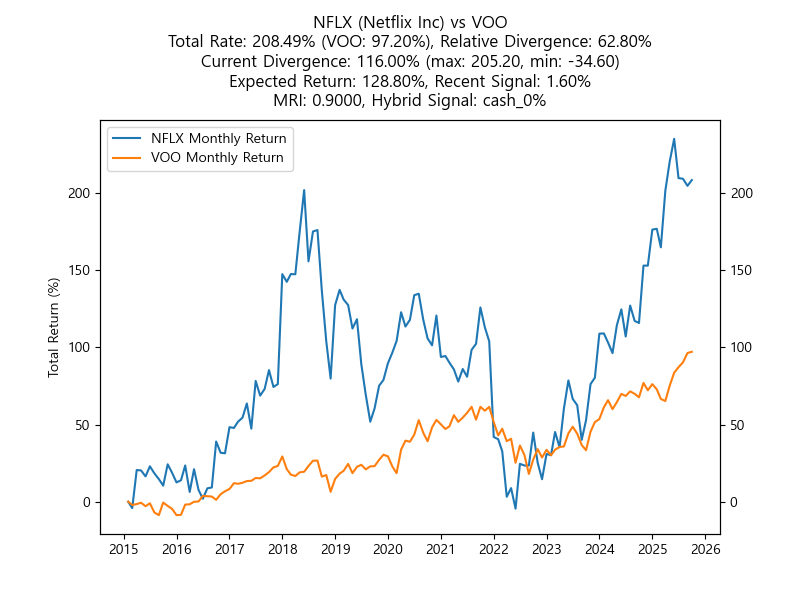 NFLX (Netflix Inc) vs VOO
Total Rate: 208.49% (VOO: 97.20%), Relative Divergence: 62.80%
Current Divergence: 116.00% (max: 205.20, min: -34.60)
Expected Return: 128.80%, Recent Signal: 1.60%
MRI: 0.9000, Hybrid Signal: cash_0%
NFLX Monthly Return
VOO Monthly Return
Total Return (%)
200
150
100
50
0
200
150
100
50
0
2015 2016 2017 2018 2019 2020 2021 2022 2023 2024 2025 2026